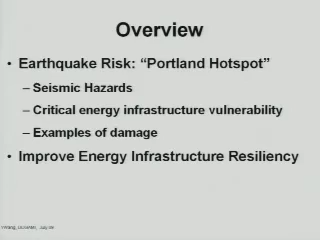 Overview
• Earthquake Risk: “Portland Hotspot”
– Seismic Hazards
– Critical energy infrastructure vulnerability
– Examples of damage
• Improve Energy Infrastructure Resiliency